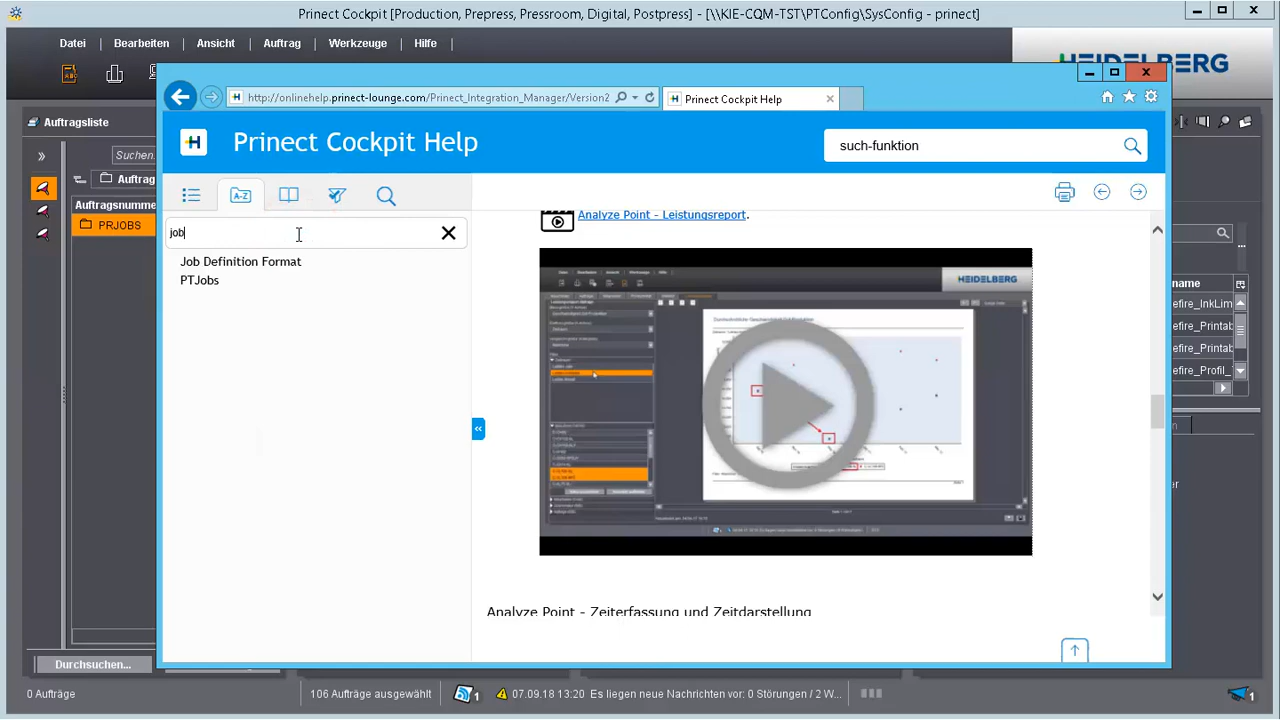 Prinect Cockpit [Production, Prepress, Pressroom, Digital, Postpress] - [\\KIE-CQM-TST\PTConfig\SysConfig - prinect]
Datei Bearbeiten Ansicht Auftrag Werkzeuge Hilfe
HEIDELBERG
http://onlinehelp.prinect-lounge.com/Prinect_Integration_Manager/Version2
Prinect Cockpit Help
Auftragsliste
Prinect Cockpit Help
such-funktion
Suchen.
Auftrag
A-Z
Auftragsnumme
PRJOBS
Analyze Point - Leistungsreport.
job
Job Definition Format
PTJobs
HEIDELBERG
name
efire_InkLim
efire_Printab
efire_Printab
efire_Profil_
Analyze Point - Zeiterfassung und Zeitdarstellung
Durchsuchen...
0 Aufträge
106 Aufträge ausgewählt
1
07.09.18 13:20 Es liegen neue Nachrichten vor: 0 Störungen / 2 W...
1